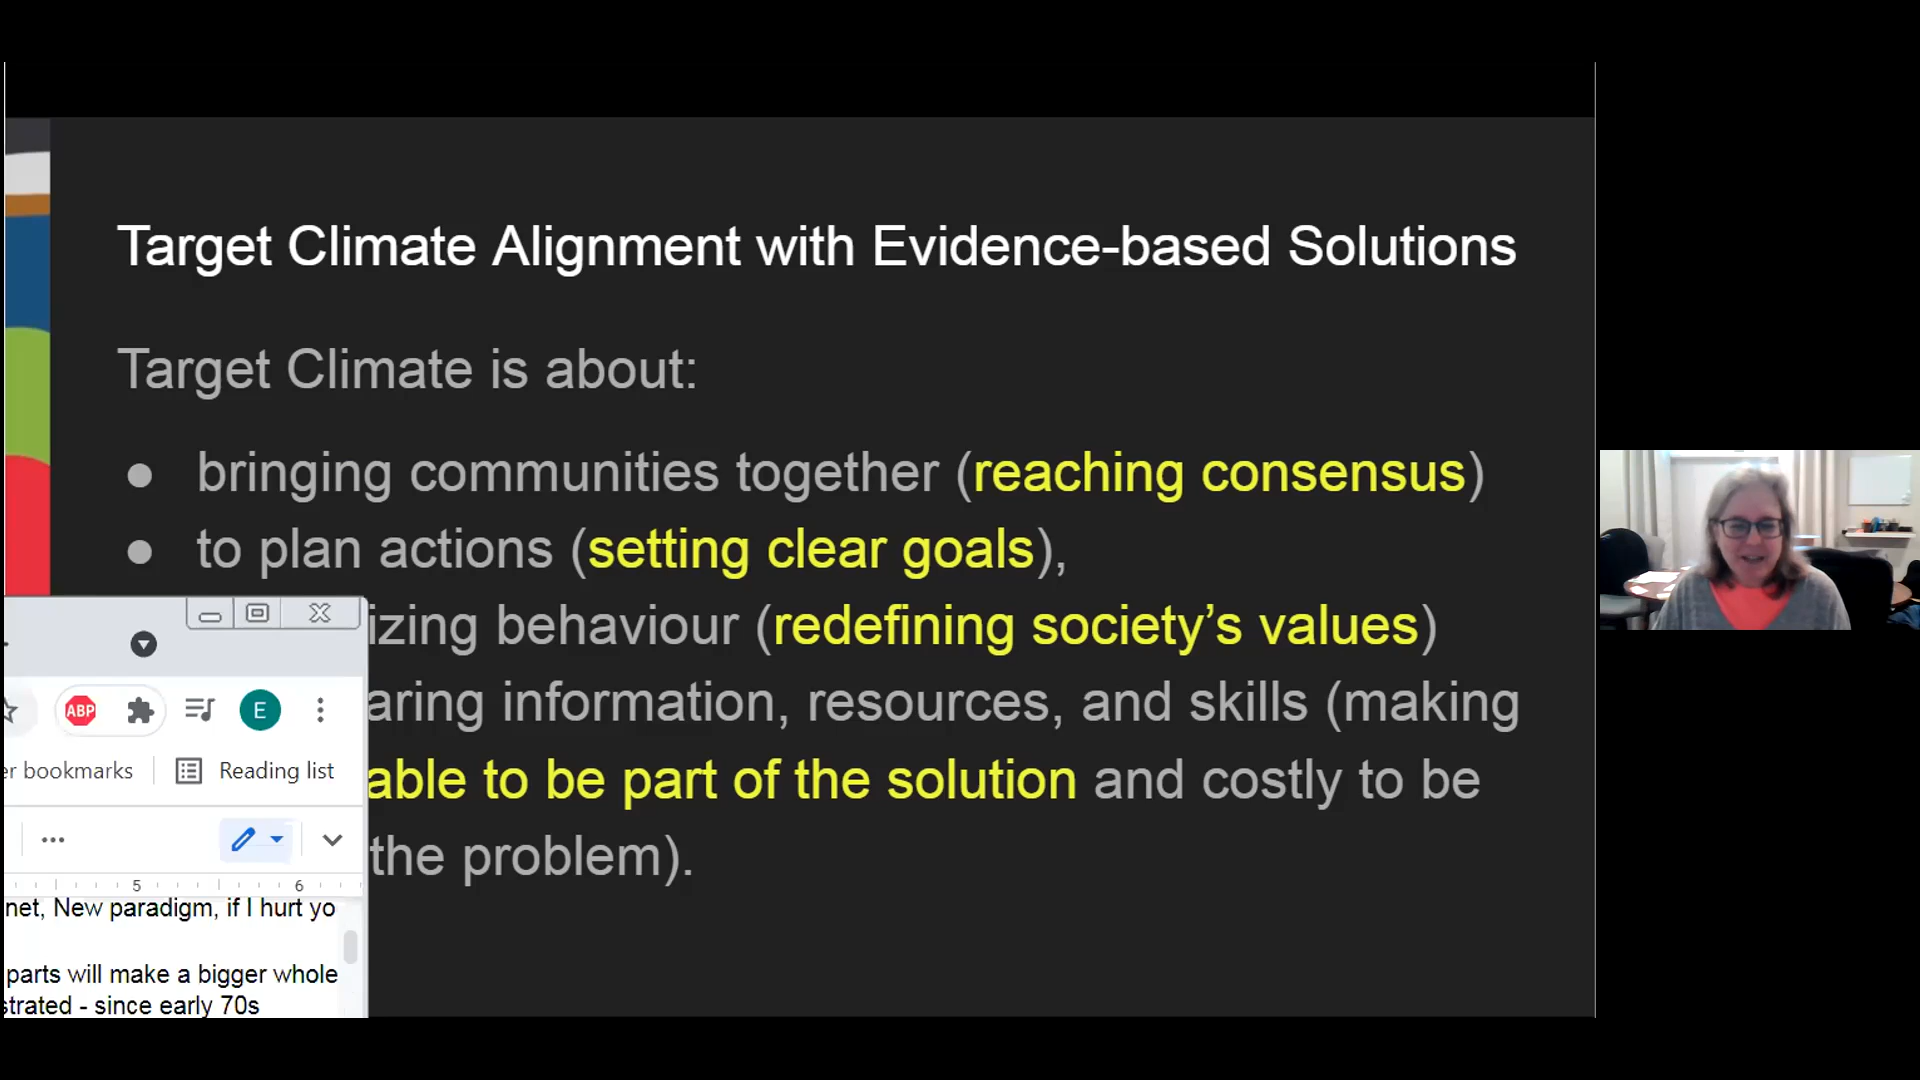 Target Climate Alignment with Evidence-based Solutions
Target Climate is about:
● bringing communities together (reaching consensus)
● to plan actions (setting clear goals),
izing behaviour (redefining society’s values)
aring information, resources, and skills (making
able to be part of the solution and costly to be
the problem).
ABP
E
er bookmarks
Reading list
5 6
net, New paradigm, if I hurt yo
parts will make a bigger whole
strated - since early 70s